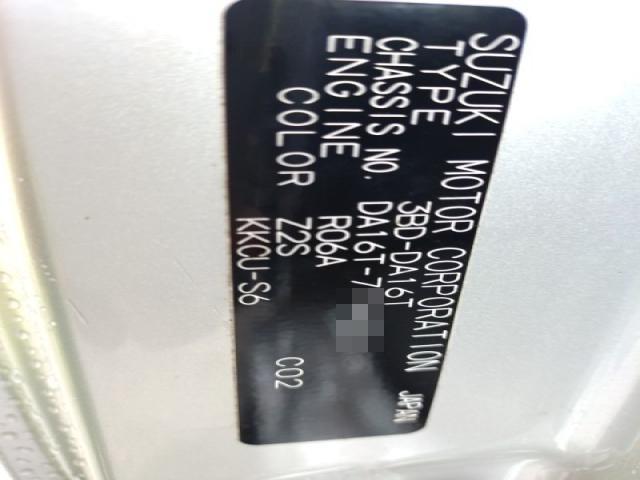 SUZUKI MOTOR CORPORATION JAPAN
TYPE 3BD-DA16T
CHASSIS NO. DA16T-7
ENGINE R06A
COLOR Z2S C02
KKCU-S6